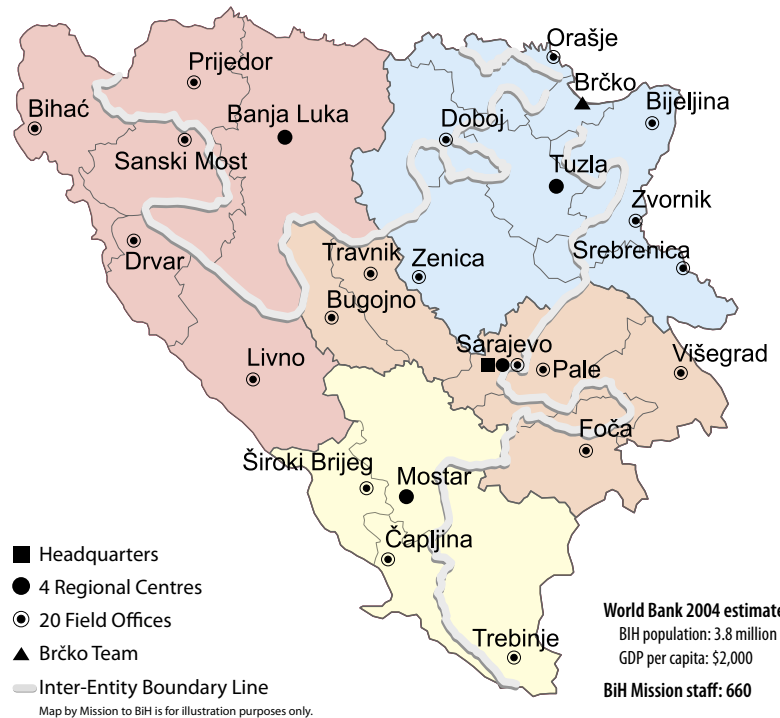 Orašje
Prijedor
Brčko
Bihać
Banja Luka
Doboj
Bijeljina
Sanski Most
Tuzla
Zvornik
Drvar
Travnik
Zenica
Srebrenica
Bugojno
Sarajevo
Livno
Pale
Višegrad
Foča
Široki Brijeg
Mostar
Čapljina
Trebinje
Headquarters
4 Regional Centres
20 Field Offices
Brčko Team
Inter-Entity Boundary Line
Map by Mission to BiH is for illustration purposes only.
World Bank 2004 estimate
BIH population: 3.8 million
GDP per capita: $2,000
BiH Mission staff: 660